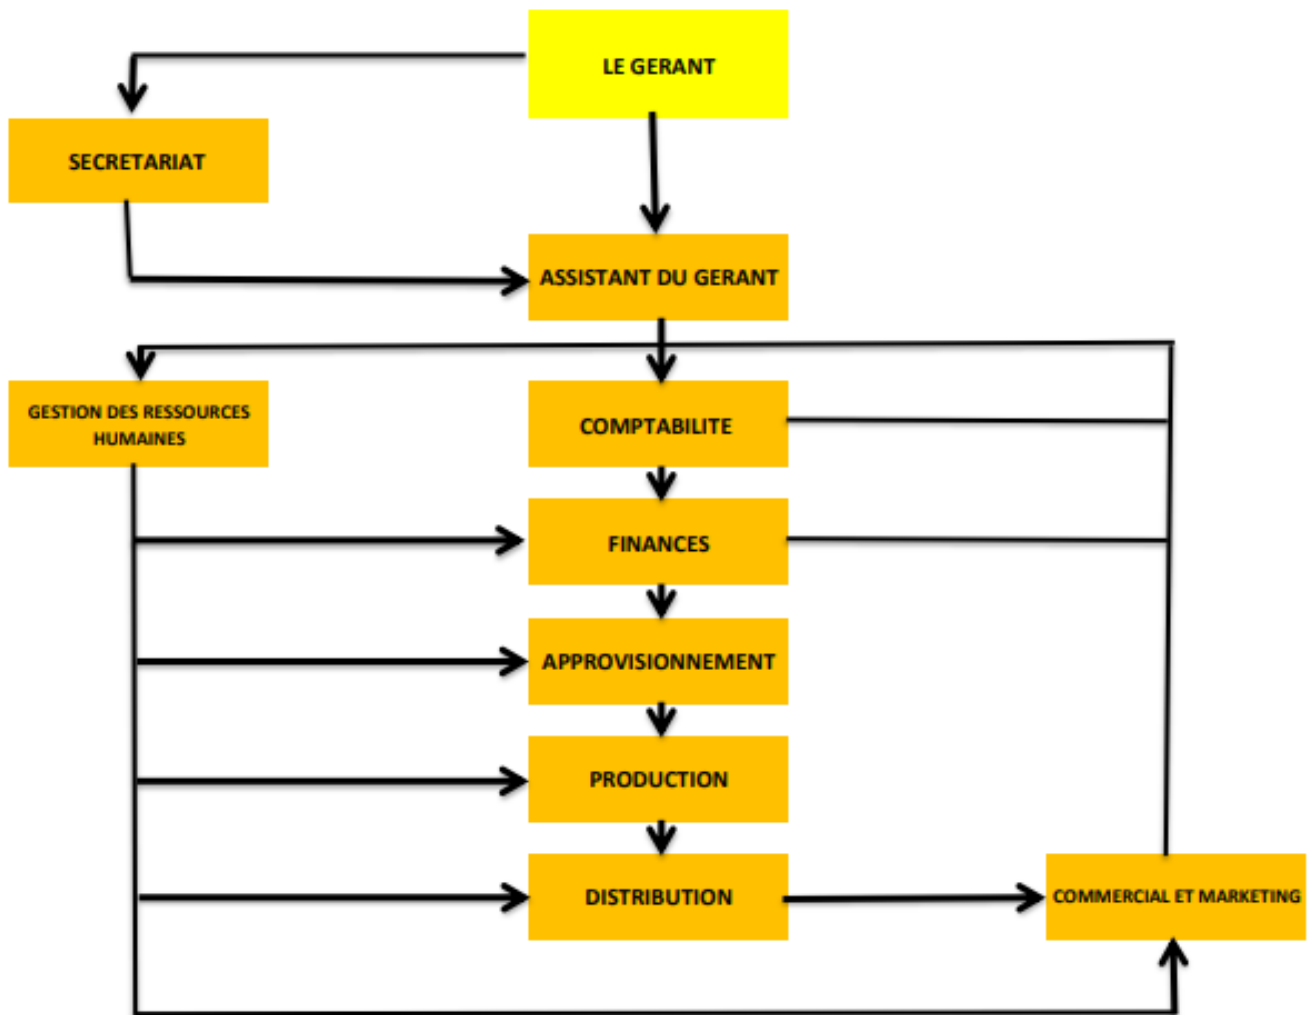 LE GERANT
SECRETARIAT
ASSISTANT DU GERANT
GESTION DES RESSOURCES
HUMAINES
COMPTABILITE
FINANCES
APPROVISIONNEMENT
PRODUCTION
DISTRIBUTION
COMMERCIAL ET MARKETING